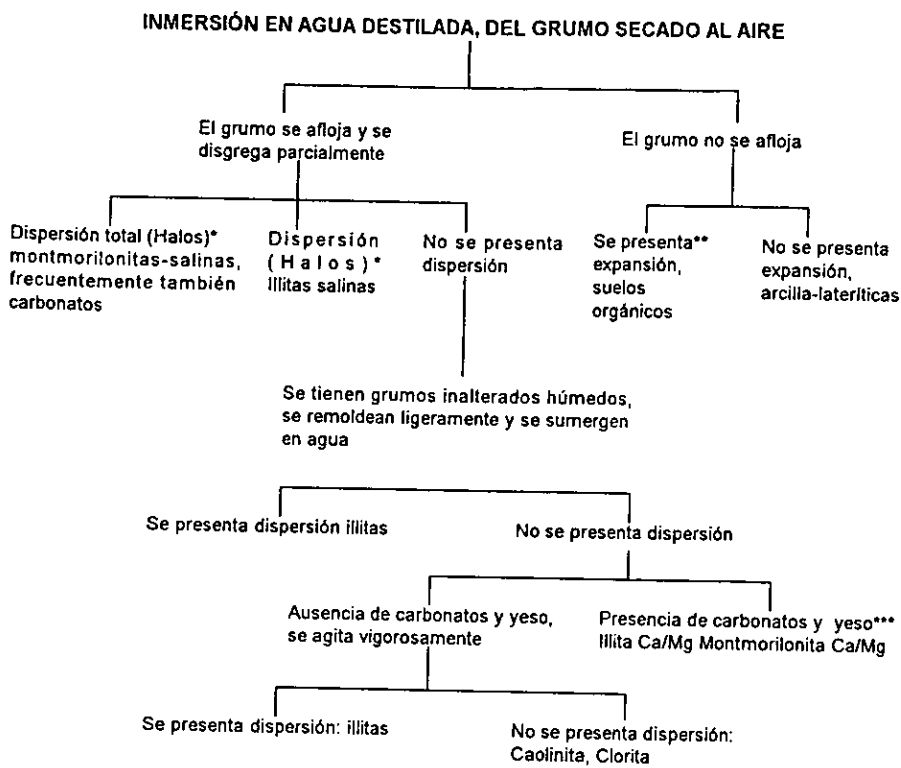 INMERSIÓN EN AGUA DESTILADA, DEL GRUMO SECADO AL AIRE
El grumo se afloja y se
disgrega parcialmente
El grumo no se afloja
Dispersión total (Halos)*
montmorilonitas-salinas,
frecuentemente también
carbonatos
Dispersión
(Halos)*
Illitas salinas
No se presenta
dispersión
Se presenta**
expansión,
suelos
orgánicos
No se presenta
expansión,
arcilla-lateríticas
Se tienen grumos inalterados húmedos,
se remoldean ligeramente y se sumergen
en agua
Se presenta dispersión illitas
No se presenta dispersión
Ausencia de carbonatos y yeso,
se agita vigorosamente
Presencia de carbonatos y yeso***
Illita Ca/Mg Montmorilonita Ca/Mg
Se presenta dispersión: illitas
No se presenta dispersión:
Caolinita, Clorita